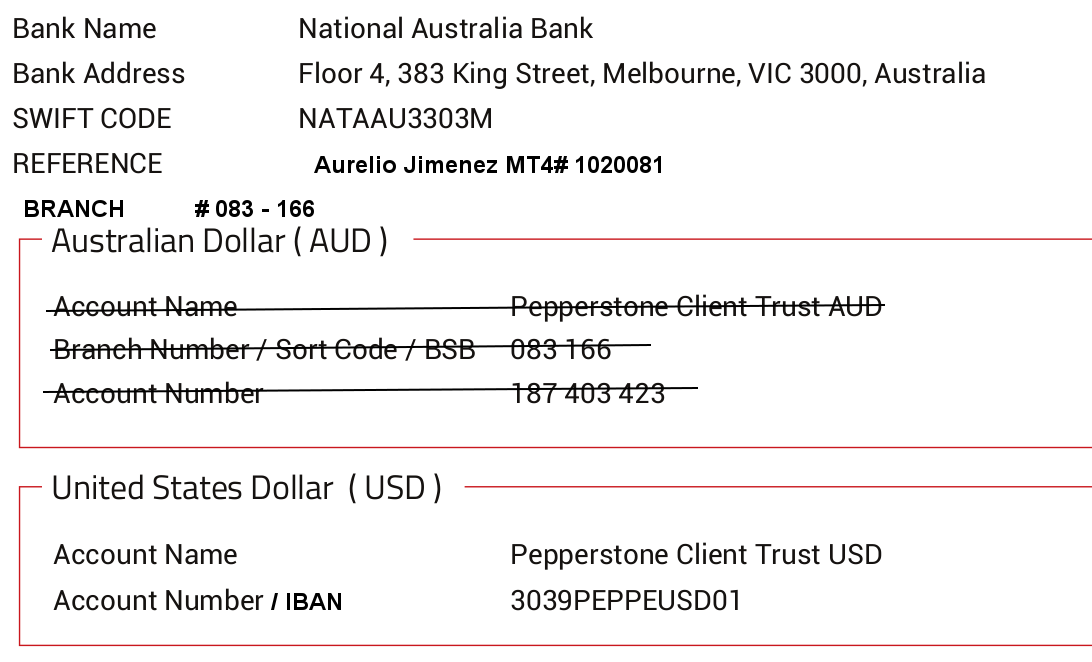 Bank Name National Australia Bank
Bank Address Floor 4, 383 King Street, Melbourne, VIC 3000, Australia
SWIFT CODE NATAAU3303M
REFERENCE Aurelio Jimenez MT4# 1020081
BRANCH # 083 - 166
Australian Dollar ( AUD )
Account Name Pepperstone Client Trust AUD
Branch Number / Sort Code / BSB 083 166
Account Number 187 403 423
United States Dollar ( USD )
Account Name Pepperstone Client Trust USD
Account Number / IBAN 3039PEPPEUSD01